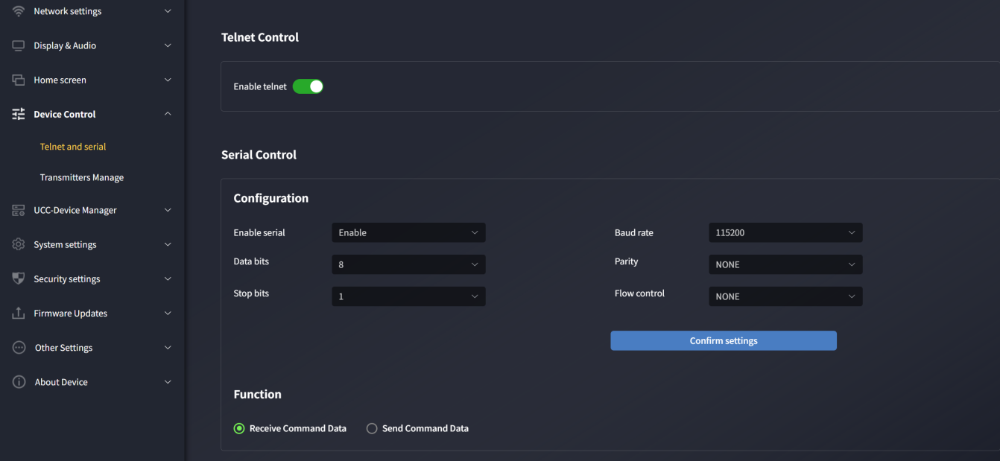 Network settings
Display & Audio
Home screen
Device Control
Telnet and serial
Transmitters Manage
UCC-Device Manager
System settings
Security settings
Firmware Updates
Other Settings
About Device
Telnet Control
Enable telnet
Serial Control
Configuration
Enable serial Enable Baud rate 115200
Data bits 8 Parity NONE
Stop bits 1 Flow control NONE
Confirm settings
Function
Receive Command Data Send Command Data